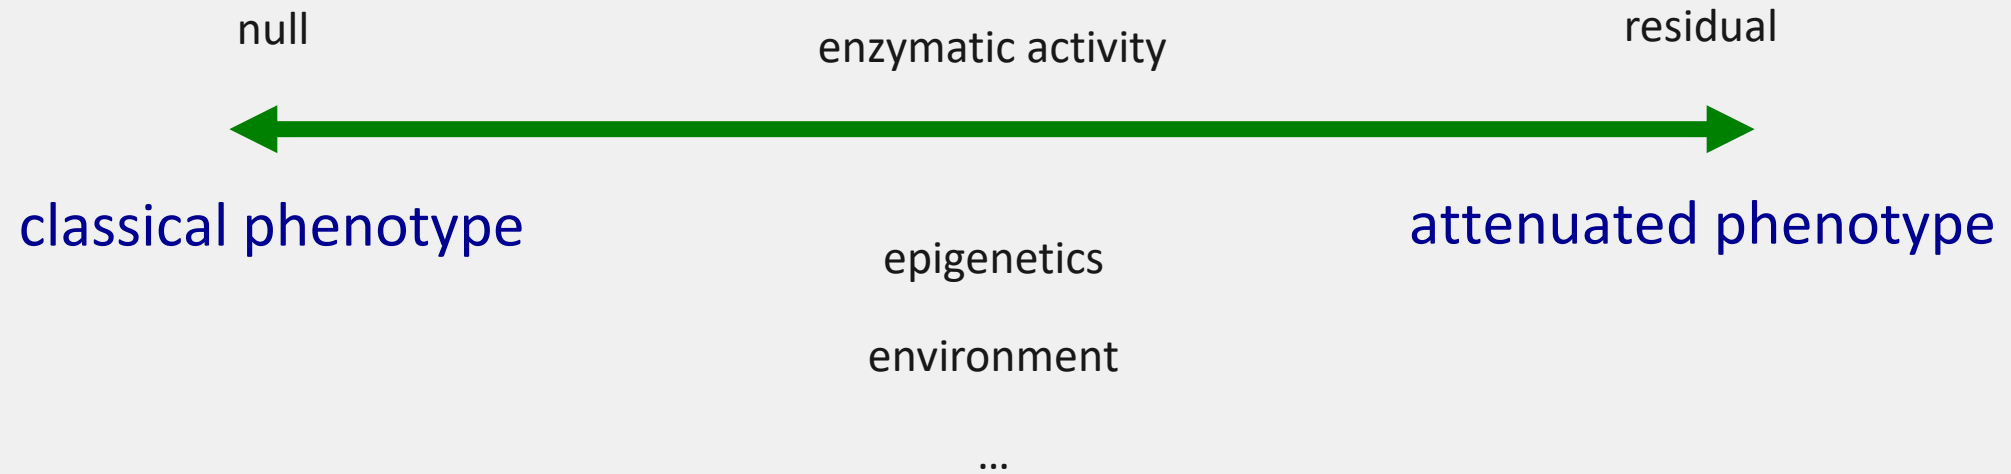 null
enzymatic activity
residual
classical phenotype
attenuated phenotype
epigenetics
environment
...